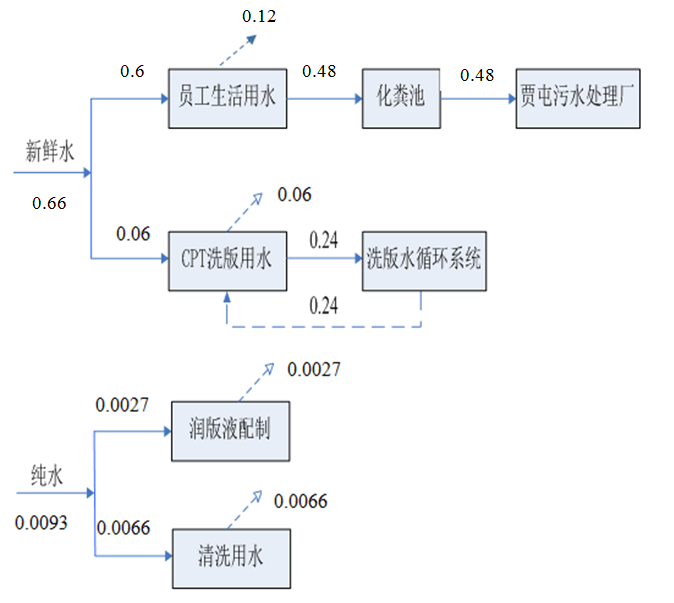 0.12
0.6
员工生活用水
0.48
化粪池
0.48
贾屯污水处理厂
新鲜水
0.66
0.06
CPT洗版用水
0.06
0.24
洗版水循环系统
0.24
0.0027
润版液配制
0.0027
纯水
0.0093
0.0066
清洗用水
0.0066